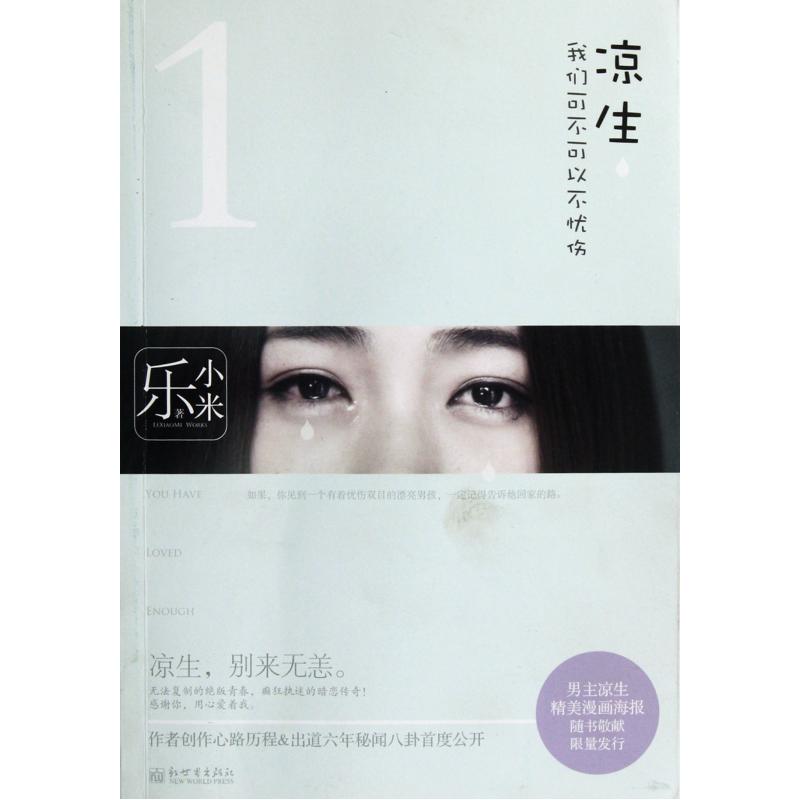 1
凉生
我们可不可以不忧伤
乐小米
著
LEXIAOMI WORKS
YOU HAVE
如果，你见到一个有着忧伤双目的漂亮男孩，一定记得告诉他回家的路。
LOVED
ENOUGH
凉生，别来无恙。
无法复制的绝版青春，癫狂执迷的暗恋传奇！
感谢你，用心爱着我。
作者创作心路历程&出道六年秘闻八卦首度公开
男主凉生
精美漫画海报
随书敬献
限量发行
新世界出版社
NEW WORLD PRESS